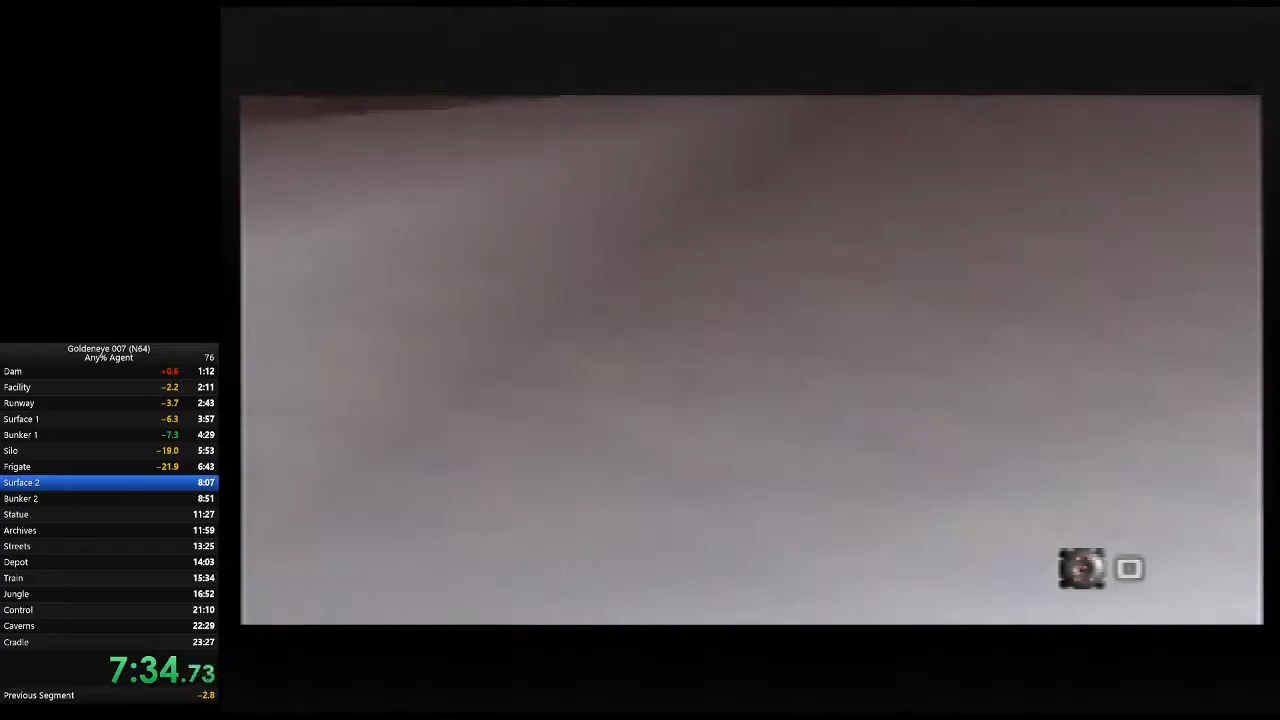 Goldeneye 007 (N64)
Any% Agent 76
Dam +0.6 1:12
Facility −2.2 2:11
Runway −3.7 2:43
Surface 1 −6.3 3:57
Bunker 1 −7.3 4:29
Silo −19.0 5:53
Frigate −21.9 6:43
Surface 2 8:07
Bunker 2 8:51
Statue 11:27
Archives 11:59
Streets 13:25
Depot 14:03
Train 15:34
Jungle 16:52
Control 21:10
Caverns 22:29
Cradle 23:27
7:34.73
Previous Segment −2.8